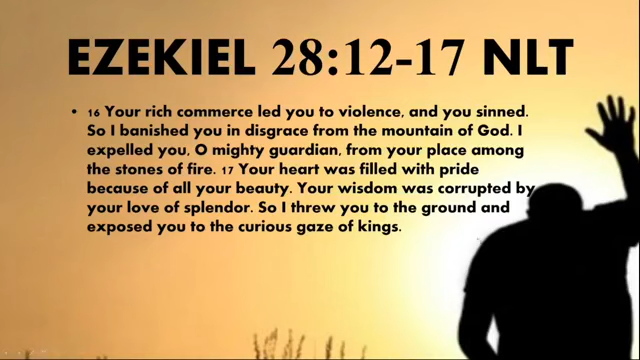 EZEKIEL 28:12-17 NLT
• 16 Your rich commerce led you to violence, and you sinned.
So I banished you in disgrace from the mountain of God. I
expelled you, O mighty guardian, from your place among
the stones of fire. 17 Your heart was filled with pride
because of all your beauty. Your wisdom was corrupted by
your love of splendor. So I threw you to the ground and
exposed you to the curious gaze of kings.